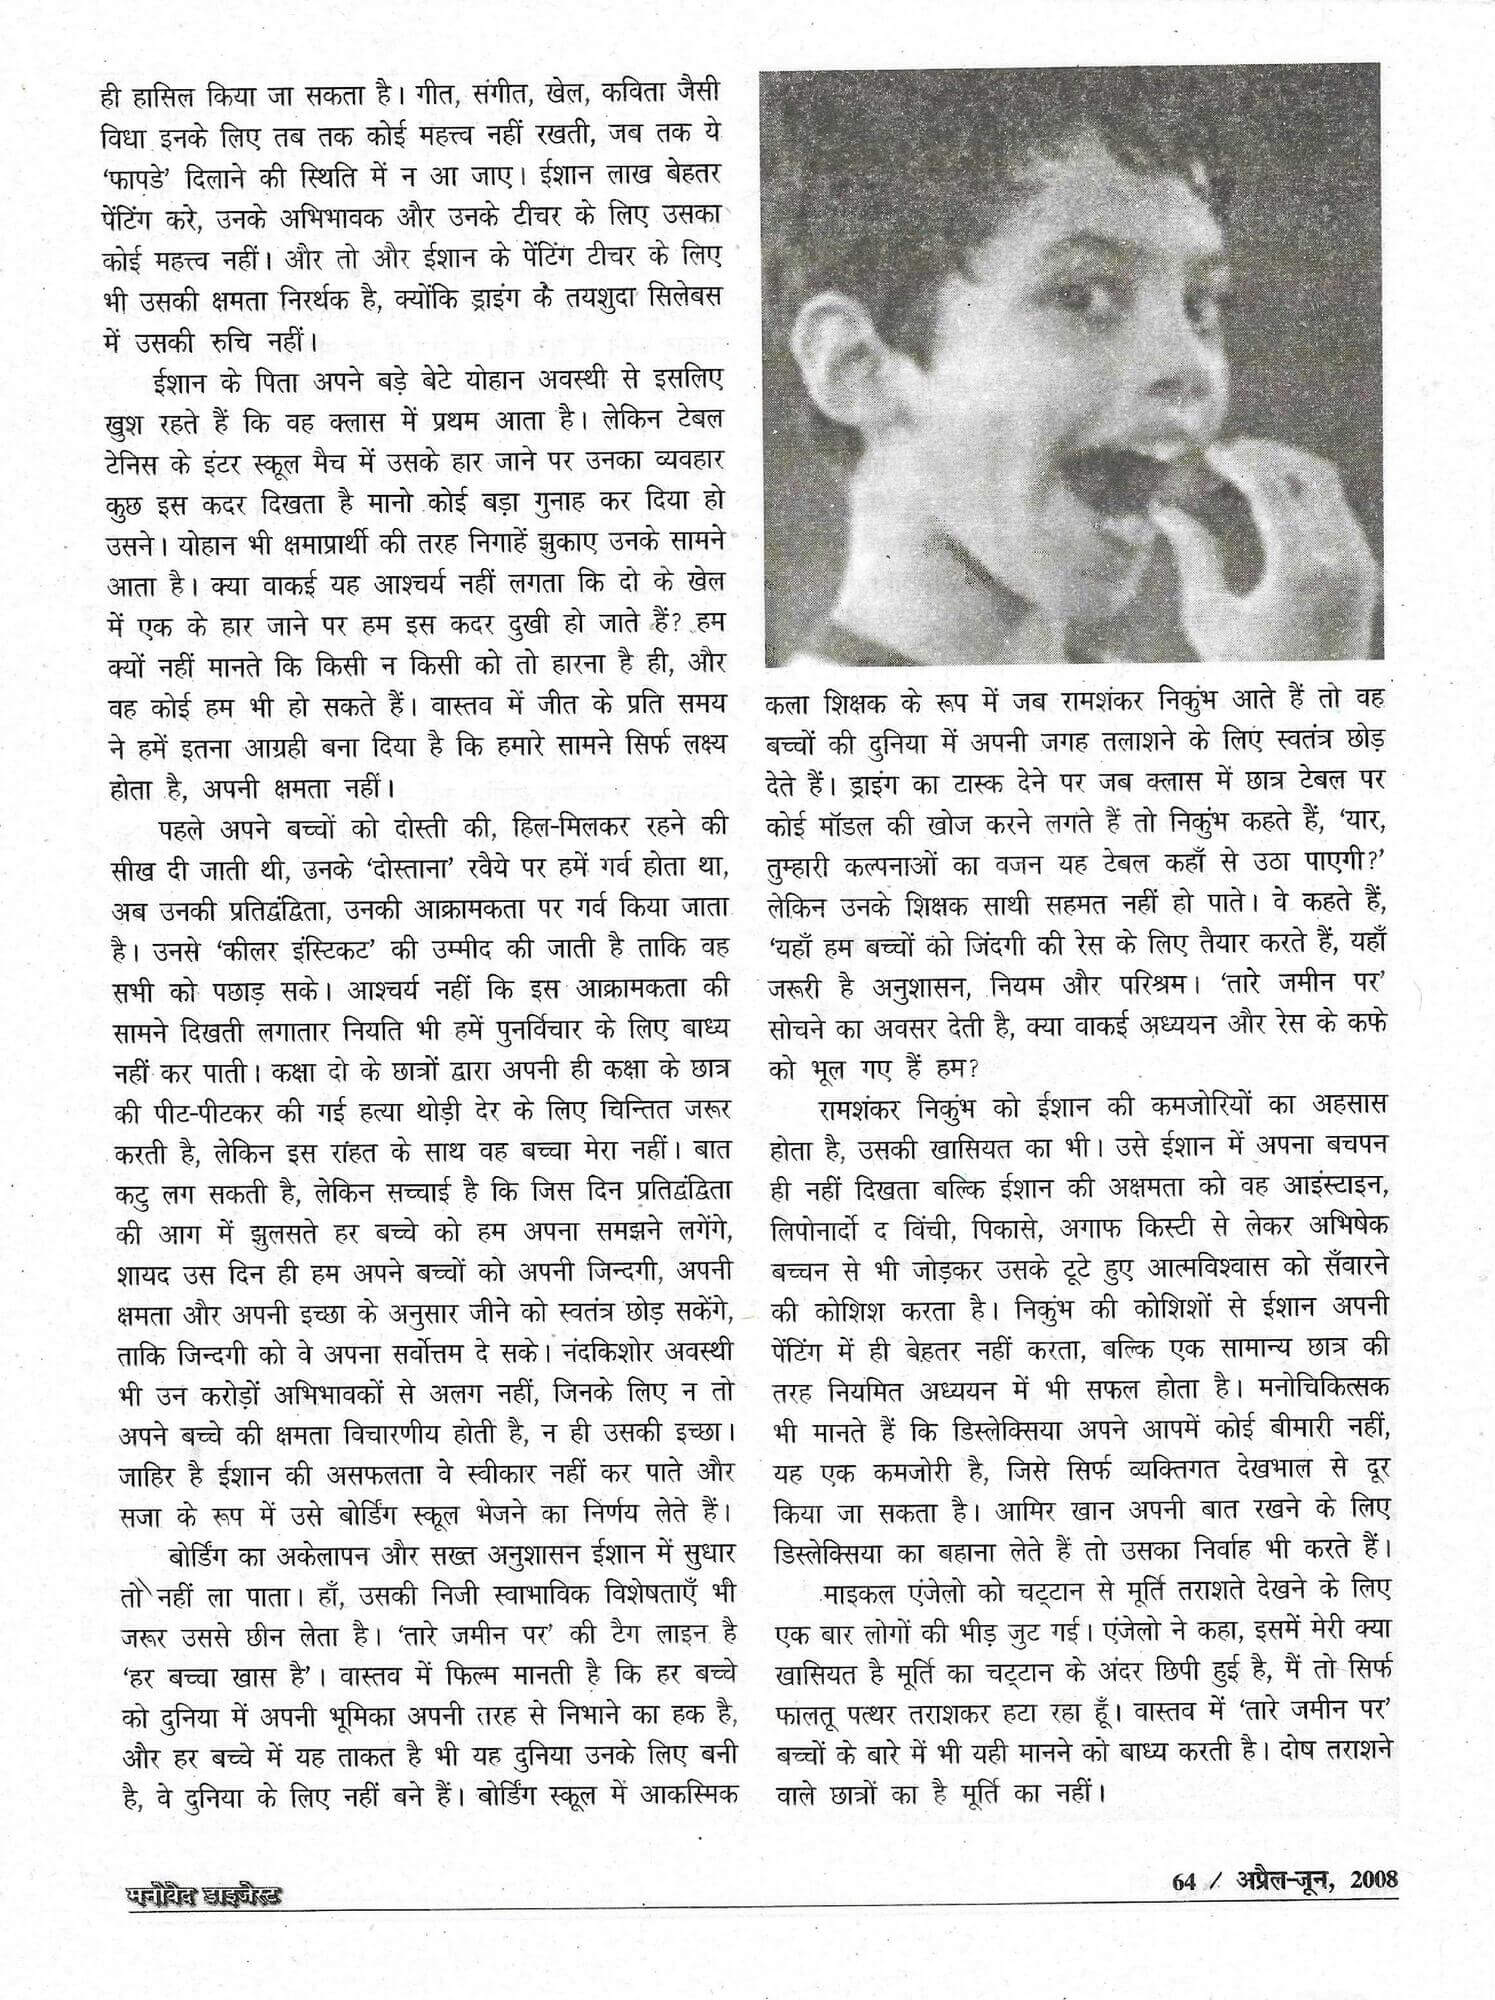 ही हासिल किया जा सकता है। गीत, संगीत, खेल, कविता जैसी
विधा इनके लिए तब तक कोई महत्त्व नहीं रखती, जब तक ये
‘फापडे’ दिलाने की स्थिति में न आ जाए। ईशान लाख बेहतर
पेंटिंग करे, उनके अभिभावक और उनके टीचर के लिए उसका
कोई महत्त्व नहीं। और तो और ईशान के पेंटिंग टीचर के लिए
भी उसकी क्षमता निरर्थक है, क्योंकि ड्राइंग के तयशुदा सिलेबस
में उसकी रुचि नहीं।
ईशान के पिता अपने बड़े बेटे योहान अवस्थी से इसलिए
खुश रहते हैं कि वह क्लास में प्रथम आता है। लेकिन टेबल
टेनिस के इंटर स्कूल मैच में उसके हार जाने पर उनका व्यवहार
कुछ इस कदर दिखता है मानो कोई बड़ा गुनाह कर दिया हो
उसने। योहान भी क्षमाप्रार्थी की तरह निगाहें झुकाए उनके सामने
आता है। क्या वाकई यह आश्चर्य नहीं लगता कि दो के खेल
में एक के हार जाने पर हम इस कदर दुखी हो जाते हैं? हम
क्यों नहीं मानते कि किसी न किसी को तो हारना है ही, और
वह कोई हम भी हो सकते हैं। वास्तव में जीत के प्रति समय
ने हमें इतना आग्रही बना दिया है कि हमारे सामने सिर्फ लक्ष्य
होता है, अपनी क्षमता नहीं।
पहले अपने बच्चों को दोस्ती की, हिल-मिलकर रहने की
सीख दी जाती थी, उनके ‘दोस्ताना’ रवैये पर हमें गर्व होता था,
अब उनकी प्रतिद्वंद्विता, उनकी आक्रामकता पर गर्व किया जाता
है। उनसे ‘कीलर इंस्टिकट’ की उम्मीद की जाती है ताकि वह
सभी को पछाड़ सके। आश्चर्य नहीं कि इस आक्रामकता की
सामने दिखती लगातार नियति भी हमें पुनर्विचार के लिए बाध्य
नहीं कर पाती। कक्षा दो के छात्रों द्वारा अपनी ही कक्षा के छात्र
की पीट-पीटकर की गई हत्या थोड़ी देर के लिए चिन्तित जरूर
करती है, लेकिन इस रांहत के साथ वह बच्चा मेरा नहीं। बात
कटु लग सकती है, लेकिन सच्चाई है कि जिस दिन प्रतिद्वंद्विता
की आग में झुलसते हर बच्चे को हम अपना समझने लगेंगे,
शायद उस दिन ही हम अपने बच्चों को अपनी जिन्दगी, अपनी
क्षमता और अपनी इच्छा के अनुसार जीने को स्वतंत्र छोड़ सकेंगे,
ताकि जिन्दगी को वे अपना सर्वोत्तम दे सके। नंदकिशोर अवस्थी
भी उन करोड़ों अभिभावकों से अलग नहीं, जिनके लिए न तो
अपने बच्चे की क्षमता विचारणीय होती है, न ही उसकी इच्छा।
जाहिर है ईशान की असफलता वे स्वीकार नहीं कर पाते और
सजा के रूप में उसे बोर्डिंग स्कूल भेजने का निर्णय लेते हैं।
बोर्डिंग का अकेलापन और सख्त अनुशासन ईशान में सुधार
तो नहीं ला पाता। हाँ, उसकी निजी स्वाभाविक विशेषताएँ भी
जरूर उससे छीन लेता है। ‘तारे जमीन पर’ की टैग लाइन है
‘हर बच्चा खास है’। वास्तव में फिल्म मानती है कि हर बच्चे
को दुनिया में अपनी भूमिका अपनी तरह से निभाने का हक है,
और हर बच्चे में यह ताकत है भी यह दुनिया उनके लिए बनी
है, वे दुनिया के लिए नहीं बने हैं। बोर्डिंग स्कूल में आकस्मिक
कला शिक्षक के रूप में जब रामशंकर निकुंभ आते हैं तो वह
बच्चों की दुनिया में अपनी जगह तलाशने के लिए स्वतंत्र छोड़
देते हैं। ड्राइंग का टास्क देने पर जब क्लास में छात्र टेबल पर
कोई मॉडल की खोज करने लगते हैं तो निकुंभ कहते हैं, ‘यार,
तुम्हारी कल्पनाओं का वजन यह टेबल कहाँ से उठा पाएगी?’
लेकिन उनके शिक्षक साथी सहमत नहीं हो पाते। वे कहते हैं,
‘यहाँ हम बच्चों को जिंदगी की रेस के लिए तैयार करते हैं, यहाँ
जरूरी है अनुशासन, नियम और परिश्रम। ‘तारे जमीन पर’
सोचने का अवसर देती है, क्या वाकई अध्ययन और रेस के कफे
को भूल गए हैं हम?
रामशंकर निकुंभ को ईशान की कमजोरियों का अहसास
होता है, उसकी खासियत का भी। उसे ईशान में अपना बचपन
ही नहीं दिखता बल्कि ईशान की अक्षमता को वह आइंस्टाइन,
लिपोनार्दो द विंची, पिकासे, अगाफ किस्टी से लेकर अभिषेक
बच्चन से भी जोड़कर उसके टूटे हुए आत्मविश्वास को सँवारने
की कोशिश करता है। निकुंभ की कोशिशों से ईशान अपनी
पेंटिंग में ही बेहतर नहीं करता, बल्कि एक सामान्य छात्र की
तरह नियमित अध्ययन में भी सफल होता है। मनोचिकित्सक
भी मानते हैं कि डिस्लेक्सिया अपने आपमें कोई बीमारी नहीं,
यह एक कमजोरी है, जिसे सिर्फ व्यक्तिगत देखभाल से दूर
किया जा सकता है। आमिर खान अपनी बात रखने के लिए
डिस्लेक्सिया का बहाना लेते हैं तो उसका निर्वाह भी करते हैं।
माइकल एंजेलो को चट्टान से मूर्ति तराशते देखने के लिए
एक बार लोगों की भीड़ जुट गई। एंजेलो ने कहा, इसमें मेरी क्या
खासियत है मूर्ति का चट्टान के अंदर छिपी हुई है, मैं तो सिर्फ
फालतू पत्थर तराशकर हटा रहा हूँ। वास्तव में ‘तारे जमीन पर’
बच्चों के बारे में भी यही मानने को बाध्य करती है। दोष तराशने
वाले छात्रों का है मूर्ति का नहीं।
मनोवेद डाइजेस्ट
64 / अप्रैल-जून, 2008